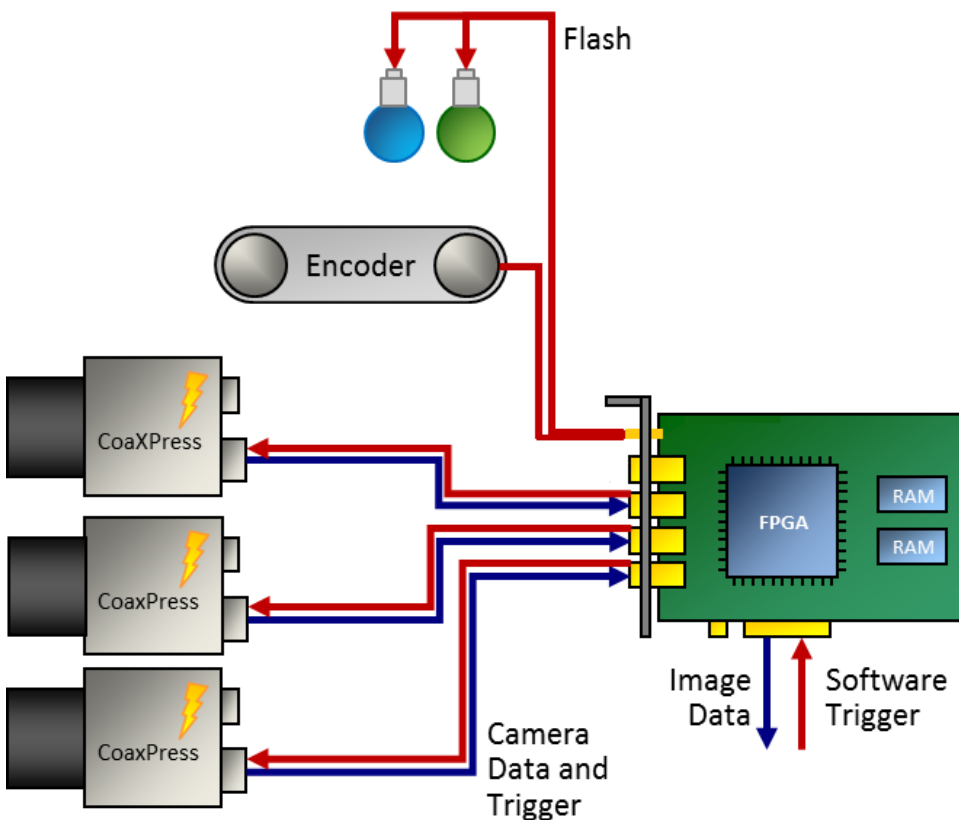 Flash
Encoder
CoaXPress
CoaxPress
CoaxPress
FPGA
RAM
RAM
Image
Data
Software
Trigger
Camera
Data and
Trigger